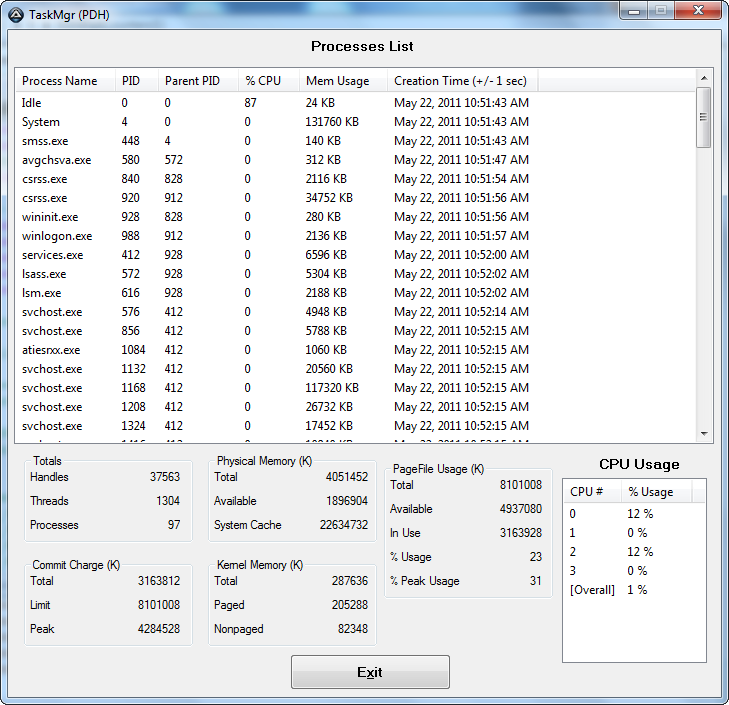 TaskMgr (PDH)
Processes List
Process Name PID Parent PID % CPU Mem Usage Creation Time (+/- 1 sec)
Idle 0 0 87 24 KB May 22, 2011 10:51:43 AM
System 4 0 0 131760 KB May 22, 2011 10:51:43 AM
smss.exe 448 4 0 140 KB May 22, 2011 10:51:43 AM
avgchsva.exe 580 572 0 312 KB May 22, 2011 10:51:47 AM
csrss.exe 840 828 0 2116 KB May 22, 2011 10:51:54 AM
csrss.exe 920 912 0 34752 KB May 22, 2011 10:51:56 AM
wininit.exe 928 828 0 280 KB May 22, 2011 10:51:56 AM
winlogon.exe 988 912 0 2136 KB May 22, 2011 10:51:57 AM
services.exe 412 928 0 6596 KB May 22, 2011 10:52:00 AM
lsass.exe 572 928 0 5304 KB May 22, 2011 10:52:02 AM
lsm.exe 616 928 0 2188 KB May 22, 2011 10:52:02 AM
svchost.exe 576 412 0 4948 KB May 22, 2011 10:52:14 AM
svchost.exe 856 412 0 5788 KB May 22, 2011 10:52:15 AM
atiesrxx.exe 1084 412 0 1060 KB May 22, 2011 10:52:15 AM
svchost.exe 1132 412 0 20560 KB May 22, 2011 10:52:15 AM
svchost.exe 1168 412 0 117320 KB May 22, 2011 10:52:15 AM
svchost.exe 1208 412 0 26732 KB May 22, 2011 10:52:15 AM
svchost.exe 1324 412 0 17452 KB May 22, 2011 10:52:15 AM
Totals
Handles 37563
Threads 1304
Processes 97
Physical Memory (K)
Total 4051452
Available 1896904
System Cache 22634732
PageFile Usage (K)
Total 8101008
Available 4937080
In Use 3163928
% Usage 23
% Peak Usage 31
CPU Usage
CPU # % Usage
0 12 %
1 0 %
2 12 %
3 0 %
[Overall] 1 %
Commit Charge (K)
Total 3163812
Limit 8101008
Peak 4284528
Kernel Memory (K)
Total 287636
Paged 205288
Nonpaged 82348
Exit